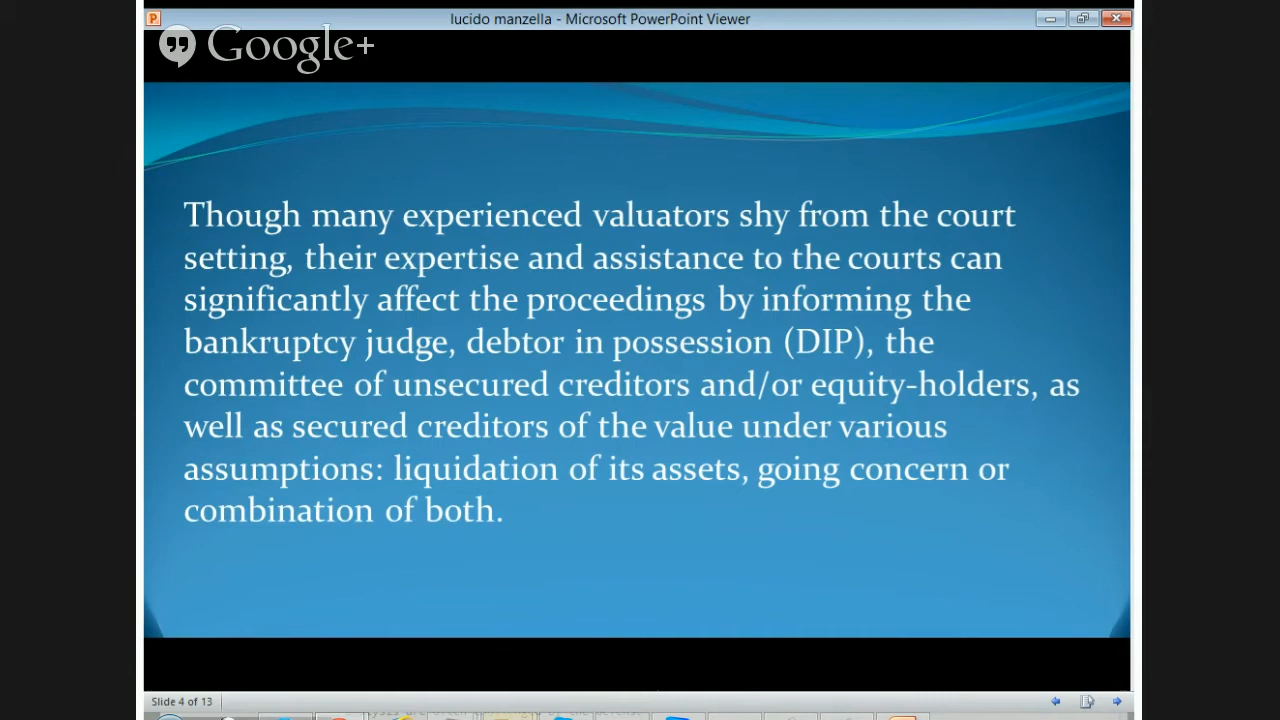 lucido manzella - Microsoft PowerPoint Viewer
Google+
Though many experienced valuators shy from the court
setting, their expertise and assistance to the courts can
significantly affect the proceedings by informing the
bankruptcy judge, debtor in possession (DIP), the
committee of unsecured creditors and/or equity-holders, as
well as secured creditors of the value under various
assumptions: liquidation of its assets, going concern or
combination of both.
Slide 4 of 13